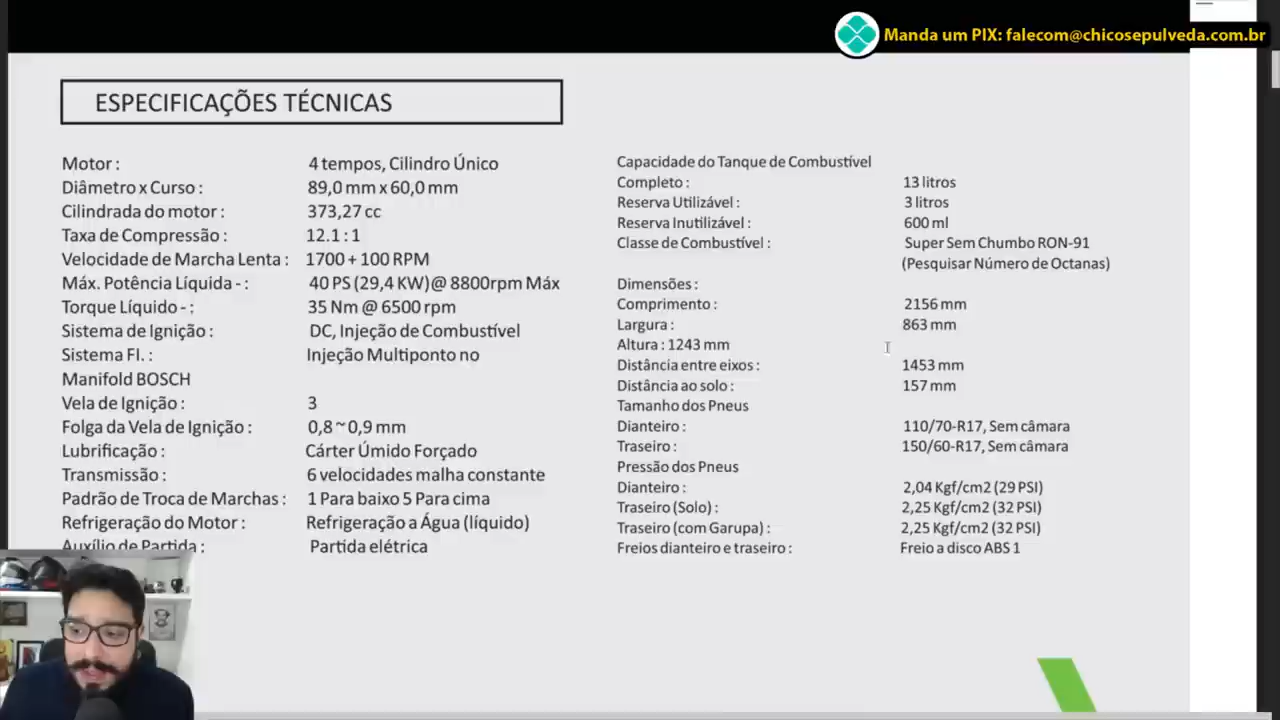 Manda um PIX: falecom@chicosepulveda.com.br
ESPECIFICAÇÕES TÉCNICAS
Motor : 4 tempos, Cilindro Único
Diâmetro x Curso : 89,0 mm x 60,0 mm
Cilindrada do motor : 373,27 cc
Taxa de Compressão : 12.1 : 1
Velocidade de Marcha Lenta : 1700 + 100 RPM
Máx. Potência Líquida - : 40 PS (29,4 KW)@ 8800rpm Máx
Torque Líquido - : 35 Nm @ 6500 rpm
Sistema de Ignição : DC, Injeção de Combustível
Sistema FI. : Injeção Multiponto no
Manifold BOSCH
Vela de Ignição : 3
Folga da Vela de Ignição : 0,8 ~ 0,9 mm
Lubrificação : Cárter Úmido Forçado
Transmissão : 6 velocidades malha constante
Padrão de Troca de Marchas : 1 Para baixo 5 Para cima
Refrigeração do Motor : Refrigeração a Água (líquido)
Auxílio de Partida : Partida elétrica
Capacidade do Tanque de Combustível
Completo : 13 litros
Reserva Utilizável : 3 litros
Reserva Inutilizável : 600 ml
Classe de Combustível : Super Sem Chumbo RON-91
(Pesquisar Número de Octanas)
Dimensões :
Comprimento : 2156 mm
Largura : 863 mm
Altura : 1243 mm
Distância entre eixos : 1453 mm
Distância ao solo : 157 mm
Tamanho dos Pneus
Dianteiro : 110/70-R17, Sem câmara
Traseiro : 150/60-R17, Sem câmara
Pressão dos Pneus
Dianteiro : 2,04 Kgf/cm2 (29 PSI)
Traseiro (Solo) : 2,25 Kgf/cm2 (32 PSI)
Traseiro (com Garupa) : 2,25 Kgf/cm2 (32 PSI)
Freios dianteiro e traseiro : Freio a disco ABS 1